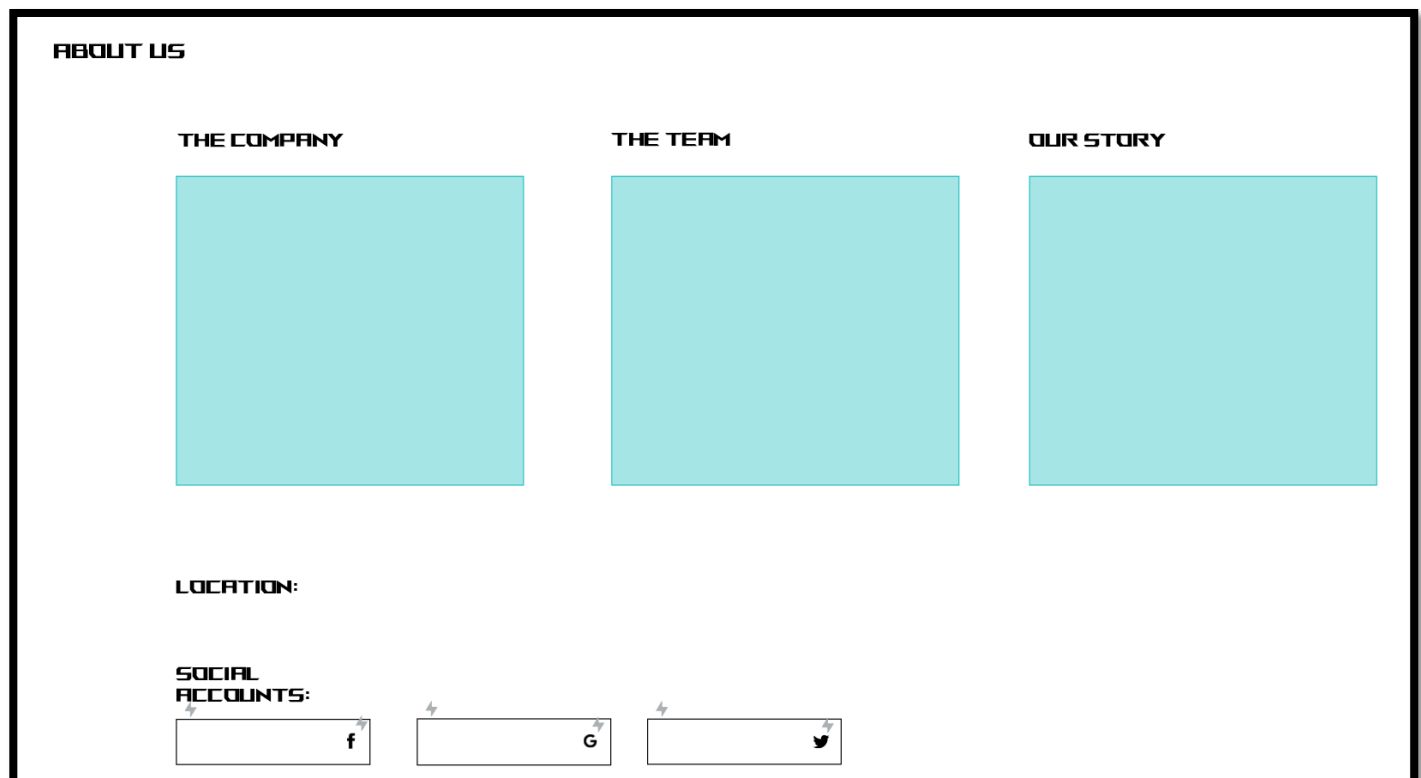 ABOUT US
THE COMPANY
THE TEAM
OUR STORY
LOCATION:
SOCIAL
ACCOUNTS:
f
G